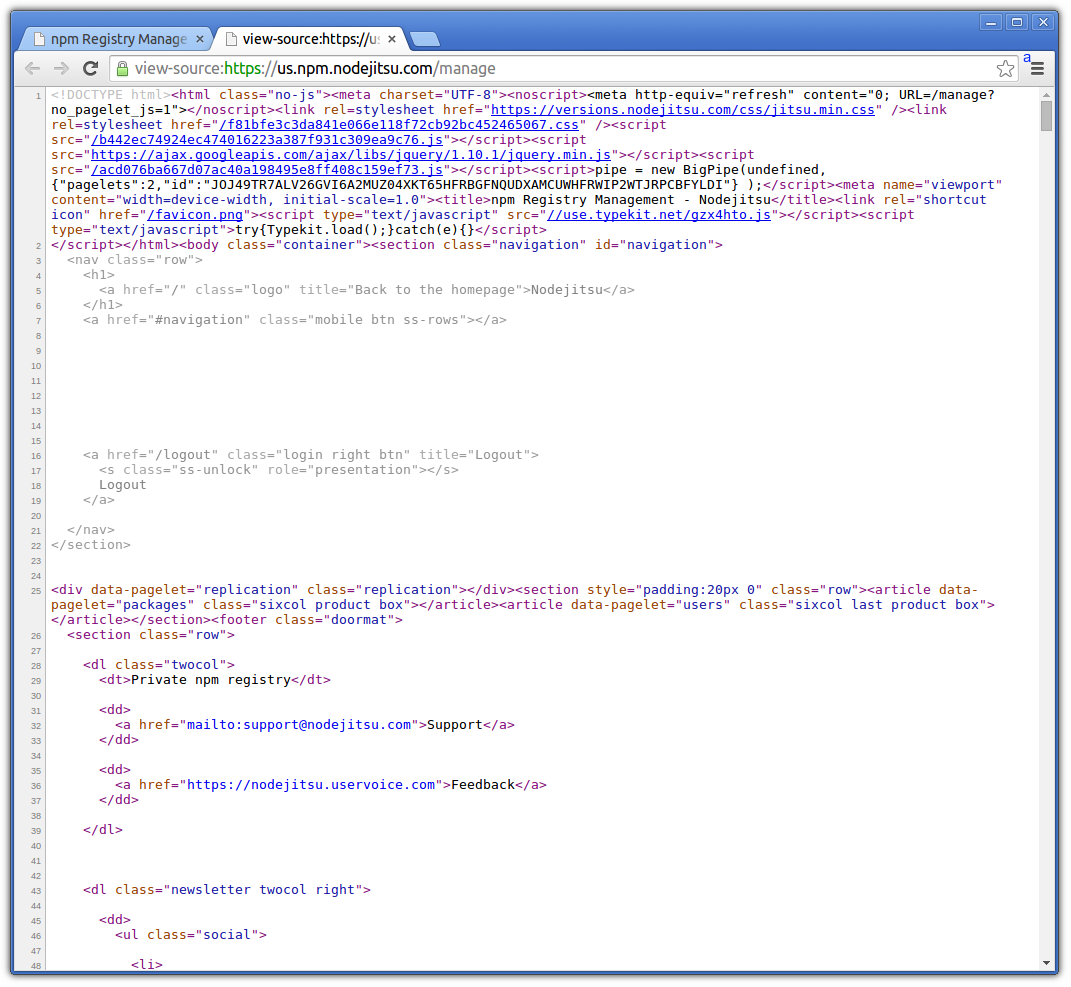 npm Registry Manage
view-source:https://us
view-source:https://us.npm.nodejitsu.com/manage
a
1 <!DOCTYPE html><html class="no-js"><meta charset="UTF-8"><noscript><meta http-equiv="refresh" content="0; URL=/manage?
no_pagelet_js=1"></noscript><link rel=stylesheet href="https://versions.nodejitsu.com/css/jitsu.min.css" /><link
rel=stylesheet href="/f81bfe3c3da841e066e118f72cb92bc452465067.css" /><script
src="/b442ec74924ec474016223a387f931c309ea9c76.js"></script><script
src="https://ajax.googleapis.com/ajax/libs/jquery/1.10.1/jquery.min.js"></script><script
src="/acd076ba667d07ac40a198495e8ff408c159ef73.js"></script><script>pipe = new BigPipe(undefined,
{"pagelets":2,"id":"JOJ49TR7ALV26GVI6A2MUZ04XKT65HFRBGFNQUDXAMCUWHFRWIP2WTJRPCBFYLDI"} );</script><meta name="viewport"
content="width=device-width, initial-scale=1.0"><title>npm Registry Management - Nodejitsu</title><link rel="shortcut
icon" href="/favicon.png"><script type="text/javascript" src="//use.typekit.net/gzx4hto.js"></script><script
type="text/javascript">try{Typekit.load();}catch(e){}</script>
2 </script></html><body class="container"><section class="navigation" id="navigation">
3 <nav class="row">
4 <h1>
5 <a href="/" class="logo" title="Back to the homepage">Nodejitsu</a>
6 </h1>
7 <a href="#navigation" class="mobile btn ss-rows"></a>
8
9
10
11
12
13
14
15
16 <a href="/logout" class="login right btn" title="Logout">
17 <s class="ss-unlock" role="presentation"></s>
18 Logout
19 </a>
20
21 </nav>
22 </section>
23
24
25 <div data-pagelet="replication" class="replication"></div><section style="padding:20px 0" class="row"><article data-
pagelet="packages" class="sixcol product box"></article><article data-pagelet="users" class="sixcol last product box">
</article></section><footer class="doormat">
26 <section class="row">
27
28 <dl class="twocol">
29 <dt>Private npm registry</dt>
30
31 <dd>
32 <a href="mailto:support@nodejitsu.com">Support</a>
33 </dd>
34
35 <dd>
36 <a href="https://nodejitsu.uservoice.com">Feedback</a>
37 </dd>
38
39 </dl>
40
41
42
43 <dl class="newsletter twocol right">
44
45 <dd>
46 <ul class="social">
47
48 <li>